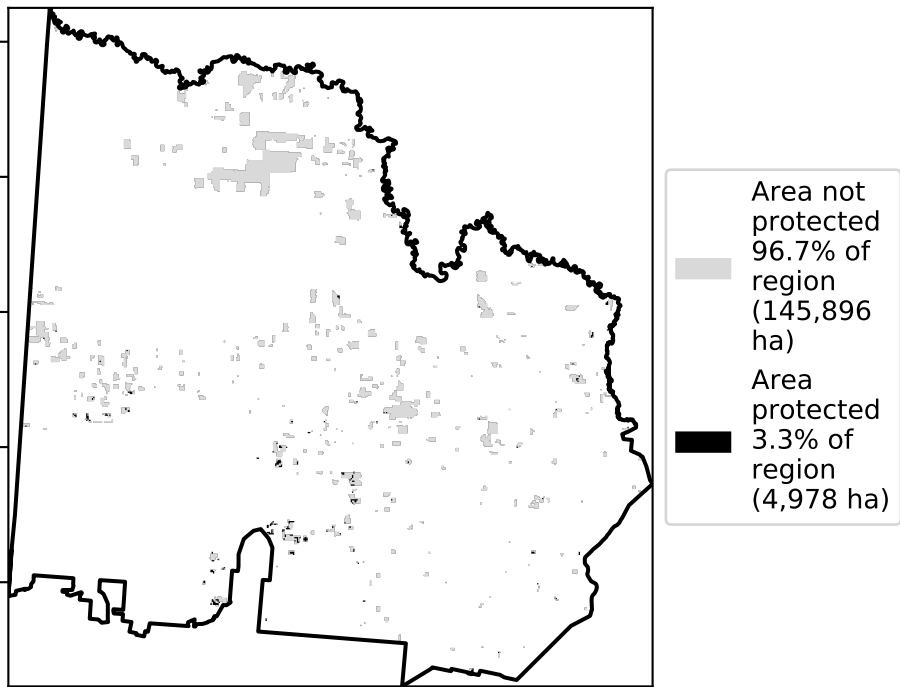 Area not
protected
96.7% of
region
(145,896
ha)
Area
protected
3.3% of
region
(4,978 ha)